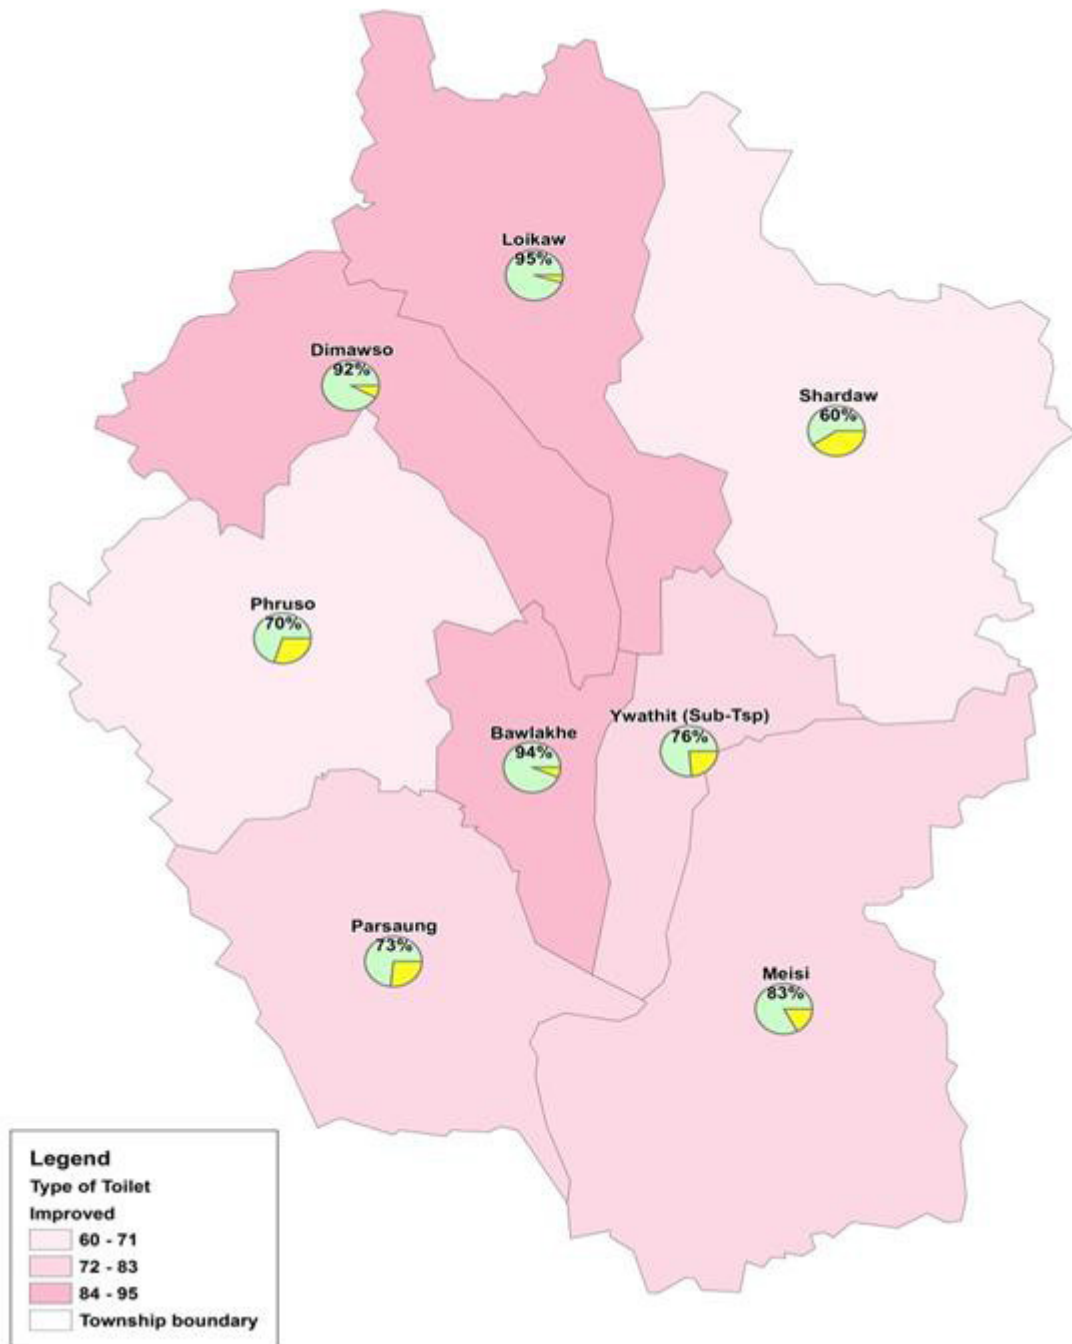 Loikaw
95%
Dimawso
92%
Shardaw
60%
Phruso
70%
Ywathit (Sub-Tsp)
76%
Bawlakhe
94%
Parsaung
73%
Meisi
83%
Legend
Type of Toilet
Improved
60 - 71
72 - 83
84 - 95
Township boundary